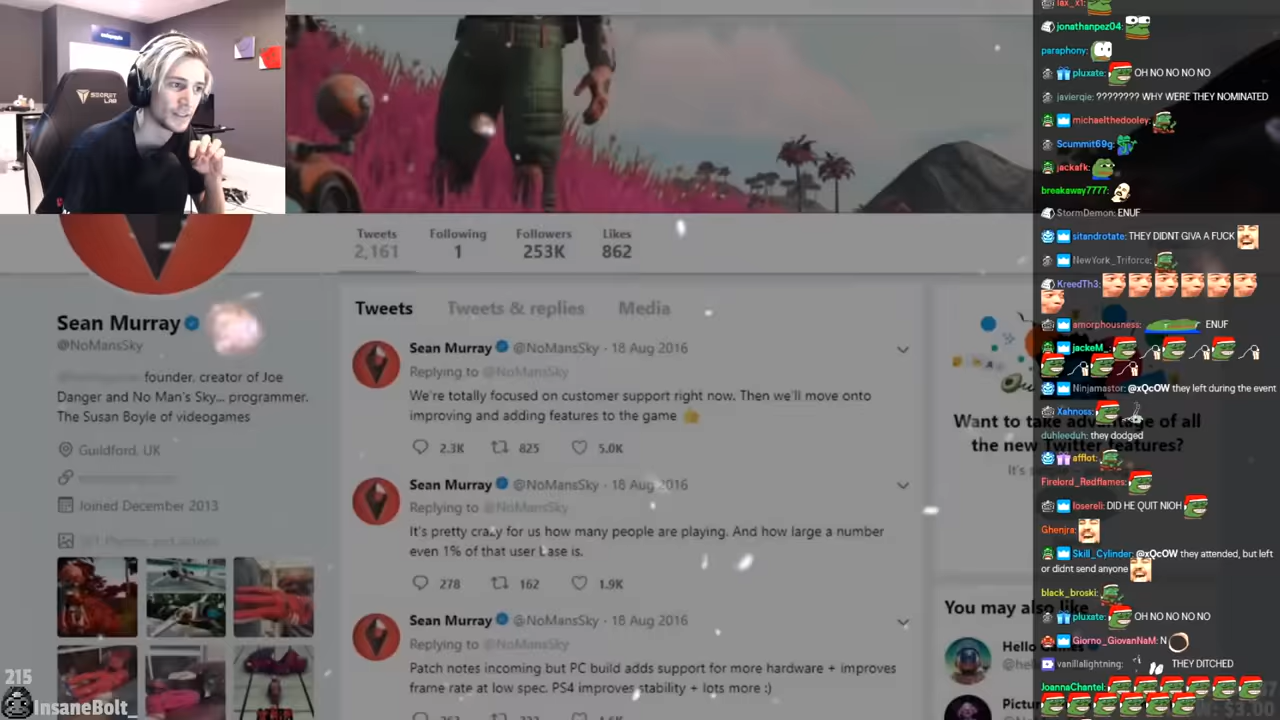 SECRET LAB
Tweets Following Followers Likes
2,161 1 253K 862
Sean Murray
@NoMansSky
founder, creator of Joe
Danger and No Man's Sky... programmer.
The Susan Boyle of videogames
Guildford, UK
Joined December 2013
Tweets Tweets & replies Media
Sean Murray @NoMansSky · 18 Aug 2016
Replying to @NoMansSky
We're totally focused on customer support right now. Then we'll move onto
improving and adding features to the game
2.3K 825 5.0K
Sean Murray @NoMansSky · 18 Aug 2016
Replying to @NoMansSky
It's pretty crazy for us how many people are playing. And how large a number
even 1% of that user base is.
278 162 1.9K
Sean Murray @NoMansSky · 18 Aug 2016
Replying to @NoMansSky
Patch notes incoming but PC build adds support for more hardware + improves
frame rate at low spec. PS4 improves stability + lots more :)
Want to take advantage of all
the new Twitter features?
You may also like
215
InsaneBolt_
jonathanpez04:
paraphony:
pluxate: OH NO NO NO NO
javierqie: ???????? WHY WERE THEY NOMINATED
michaelthedooley:
Scummit69g:
jackafk:
breakaway7777:
StormDemon: ENUF
sitandrotate: THEY DIDNT GIVA A FUCK
NewYork_Triforce:
KreedTh3:
amorphousness: ENUF
jackeM_:
Ninjamastor: @xQcOW they left during the event
Xahnoss:
duhleeduh: they dodged
afflot:
Firelord_Redflames:
losereli: DID HE QUIT NIOH
Ghenjra:
Skill_Cylinder: @xQcOW they attended, but left
or didnt send anyone
black_broski:
pluxate: OH NO NO NO NO
Giorno_GiovanNaM: N
vanillalightning: THEY DITCHED
JoannaChantel: